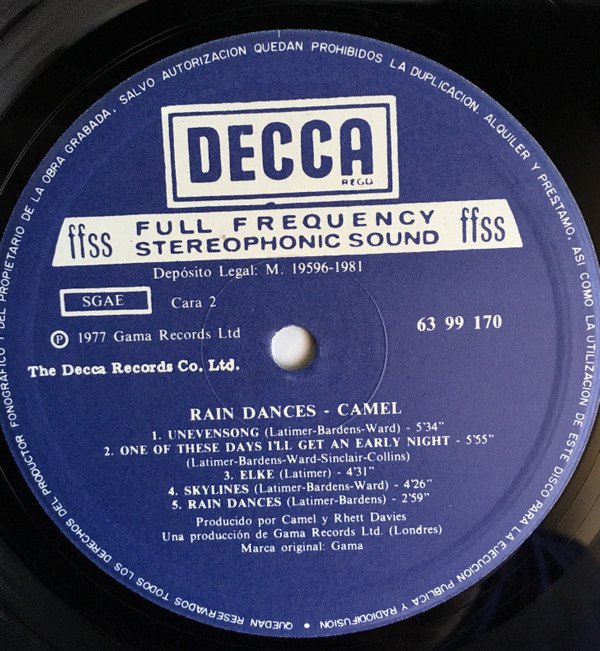 DECCA
REGD
ffss FULL FREQUENCY STEREOPHONIC SOUND ffss
Depósito Legal: M. 19596-1981
SGAE Cara 2
Ⓟ 1977 Gama Records Ltd 63 99 170
The Decca Records Co. Ltd.
RAIN DANCES - CAMEL
1. UNEVENSONG (Latimer-Bardens-Ward) - 5'34"
2. ONE OF THESE DAYS I'LL GET AN EARLY NIGHT - 5'55"
(Latimer-Bardens-Ward-Sinclair-Collins)
3. ELKE (Latimer) - 4'31"
4. SKYLINES (Latimer-Bardens-Ward) - 4'26"
5. RAIN DANCES (Latimer-Bardens) - 2'59"
Producido por Camel y Rhett Davies
Una producción de Gama Records Ltd. (Londres)
Marca original: Gama
QUEDAN RESERVADOS TODOS LOS DERECHOS DEL PRODUCTOR FONOGRAFICO Y DEL PROPIETARIO DE LA OBRA GRABADA. SALVO AUTORIZACION QUEDAN PROHIBIDOS LA DUPLICACION, ALQUILER Y PRESTAMO, ASI COMO LA UTILIZACION DE ESTE DISCO PARA LA EJECUCION PUBLICA Y RADIODIFUSION •